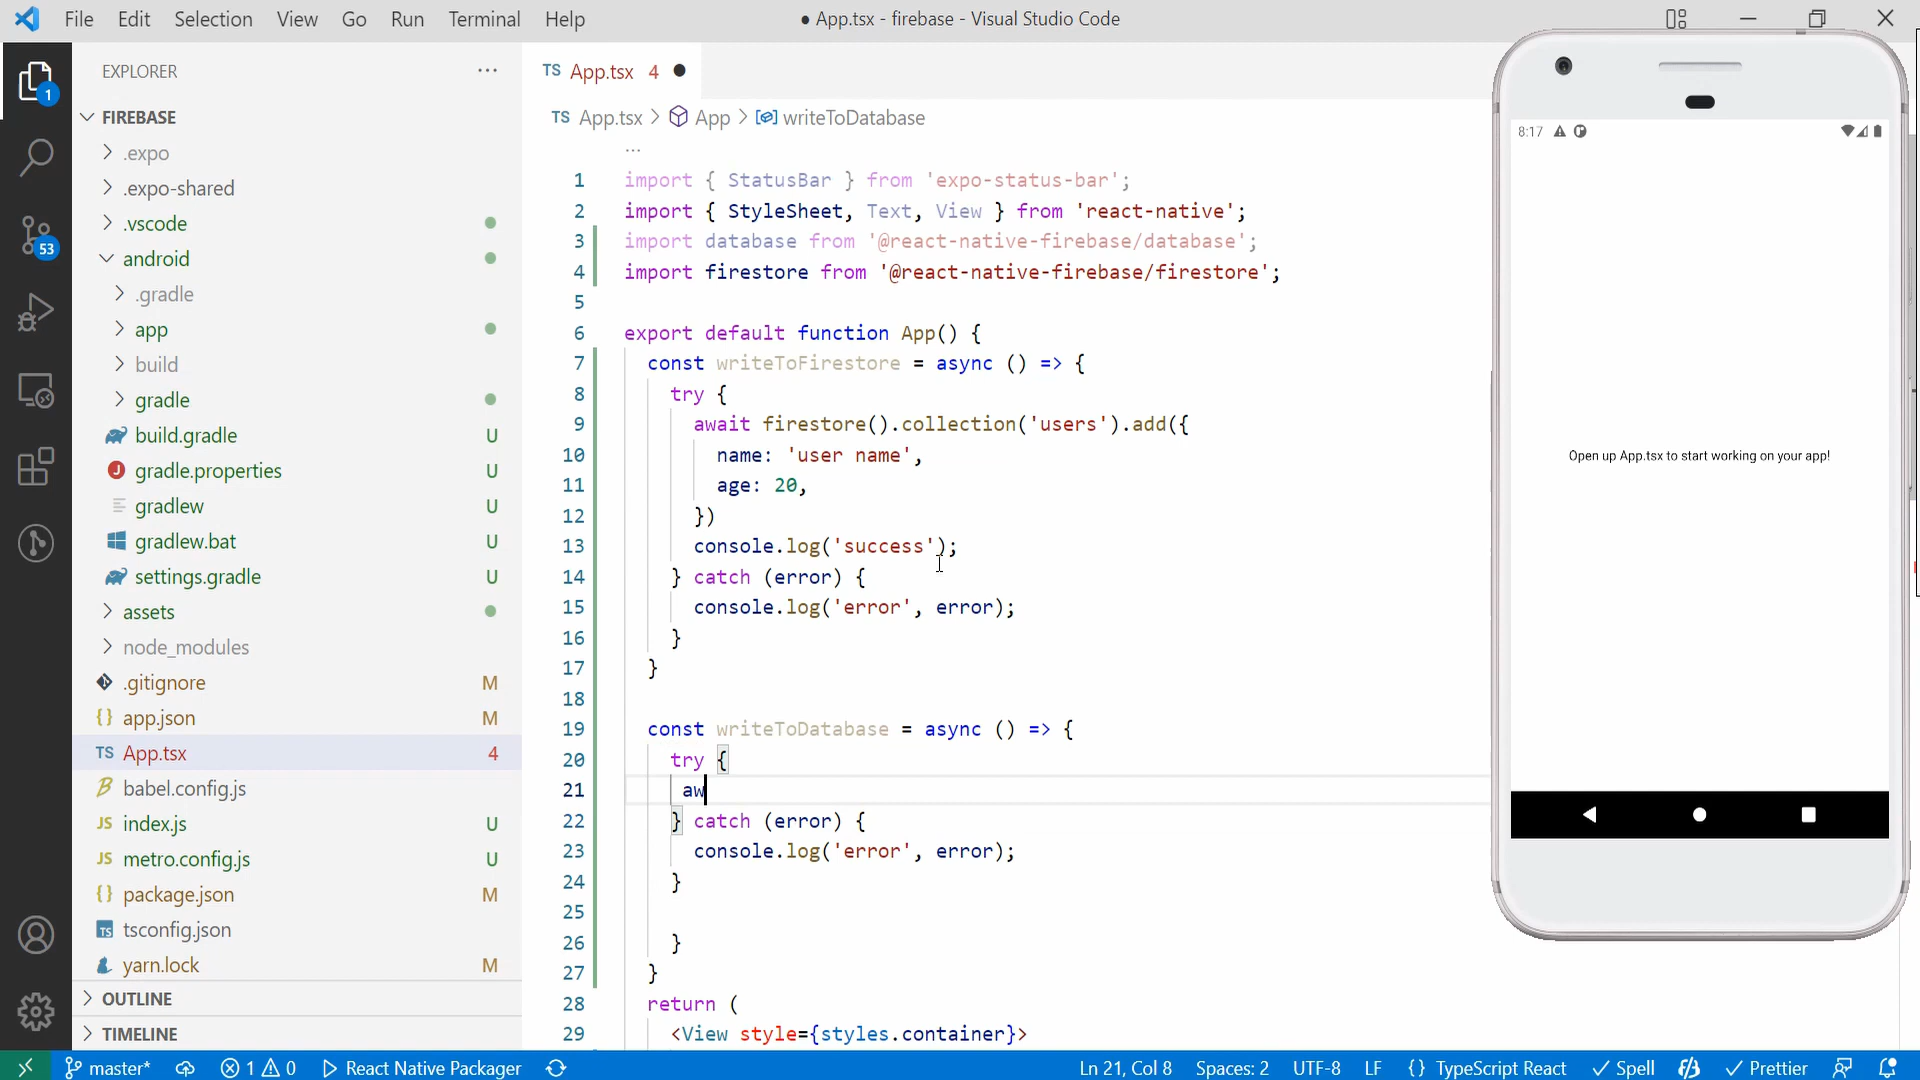 File Edit Selection View Go Run Terminal Help
● App.tsx - firebase - Visual Studio Code
EXPLORER ...
TS App.tsx 4 ●
FIREBASE
TS App.tsx > App > writeToDatabase
.expo
.expo-shared
.vscode
android
.gradle
app
build
gradle
build.gradle U
gradle.properties U
gradlew U
gradlew.bat U
settings.gradle U
assets
node_modules
.gitignore M
app.json M
TS App.tsx 4
babel.config.js
JS index.js U
JS metro.config.js U
package.json M
TS tsconfig.json
yarn.lock M
OUTLINE
TIMELINE
1
53
...
1 import { StatusBar } from 'expo-status-bar';
2 import { StyleSheet, Text, View } from 'react-native';
3 import database from '@react-native-firebase/database';
4 import firestore from '@react-native-firebase/firestore';
5
6 export default function App() {
7 const writeToFirestore = async () => {
8 try {
9 await firestore().collection('users').add({
10 name: 'user name',
11 age: 20,
12 })
13 console.log('success');
14 } catch (error) {
15 console.log('error', error);
16 }
17 }
18
19 const writeToDatabase = async () => {
20 try {
21 aw
22 } catch (error) {
23 console.log('error', error);
24 }
25
26 }
27 }
28 return (
29 <View style={styles.container}>
8:17
Open up App.tsx to start working on your app!
master* 1 0 React Native Packager Ln 21, Col 8 Spaces: 2 UTF-8 LF {} TypeScript React Spell Prettier